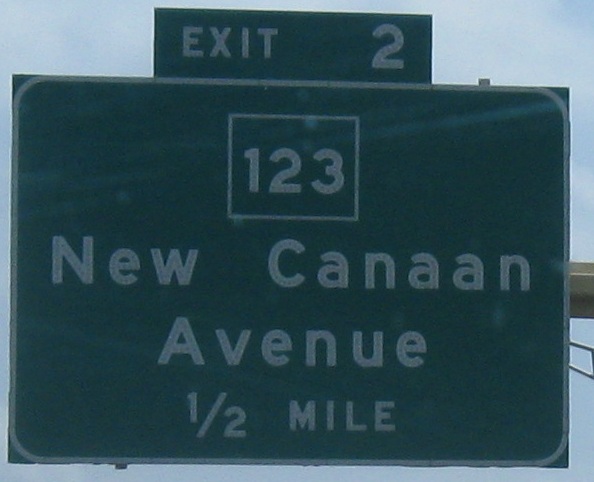 EXIT 2
123
New Canaan
Avenue
1/2 MILE